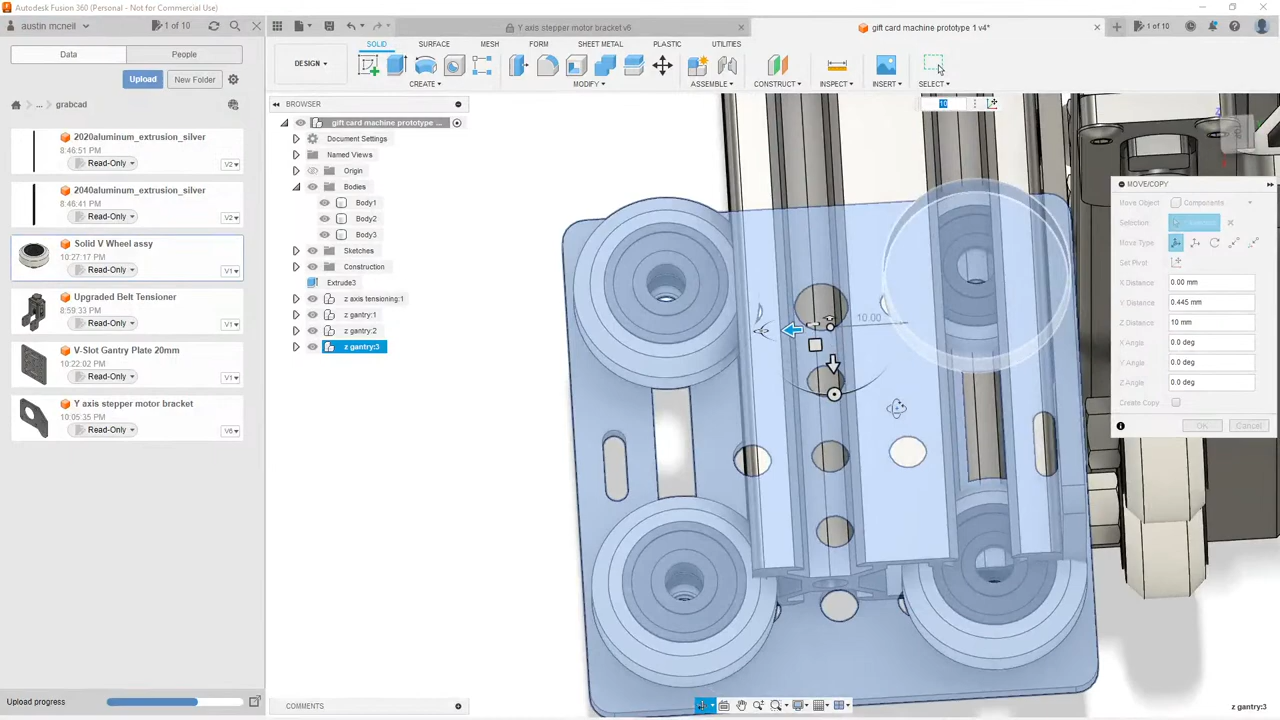 Autodesk Fusion 360 (Personal - Not for Commercial Use)
austin mcneil
1 of 10
Y axis stepper motor bracket v6
gift card machine prototype 1 v4*
1 of 10
Data
People
Upload
New Folder
... grabcad
2020aluminum_extrusion_silver
8:46:51 PM
Read-Only
V2
2040aluminum_extrusion_silver
8:46:41 PM
Read-Only
V2
Solid V Wheel assy
10:27:17 PM
Read-Only
V1
Upgraded Belt Tensioner
8:59:33 PM
Read-Only
V1
V-Slot Gantry Plate 20mm
10:22:02 PM
Read-Only
V1
Y axis stepper motor bracket
10:05:35 PM
Read-Only
V6
Upload progress
DESIGN
SOLID SURFACE MESH FORM SHEET METAL PLASTIC UTILITIES
CREATE MODIFY ASSEMBLE CONSTRUCT INSPECT INSERT SELECT
BROWSER
gift card machine prototype ...
Document Settings
Named Views
Origin
Bodies
Body1
Body2
Body3
Sketches
Construction
Extrude3
z axis tensioning:1
z gantry:1
z gantry:2
z gantry:3
10
10.00
MOVE/COPY
Move Object Components
Selection
Move Type
Set Pivot
X Distance 0.00 mm
Y Distance 0.445 mm
Z Distance 10 mm
X Angle 0.0 deg
Y Angle 0.0 deg
Z Angle 0.0 deg
Create Copy
OK Cancel
COMMENTS
z gantry:3